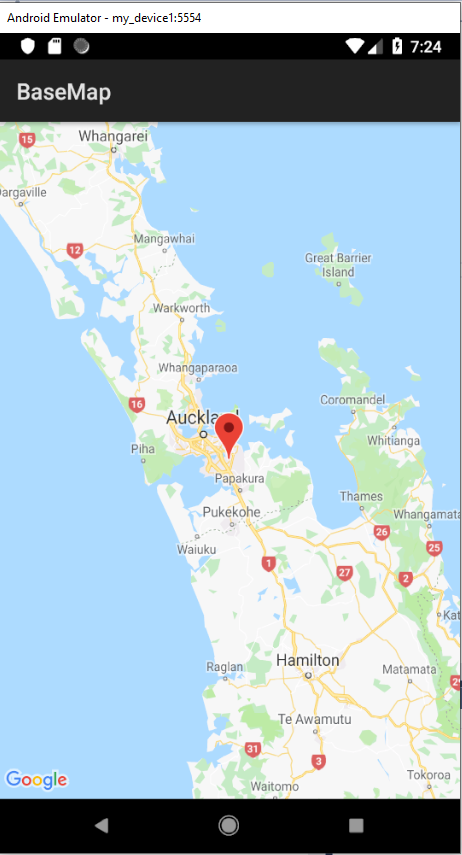 Android Emulator - my_device1:5554
7:24
BaseMap
15
Whangarei
Dargaville
12
Mangawhai
Great Barrier
Island
Warkworth
Whangaparaoa
16
Coromandel
Auckland
Whitianga
Piha
Papakura
Thames
Pukekohe
Whangamata
26
Waiuku
25
1
27
2
Kat
Hamilton
Raglan
Matamata
29
Te Awamutu
31
3
Tokoroa
Google
Waitomo